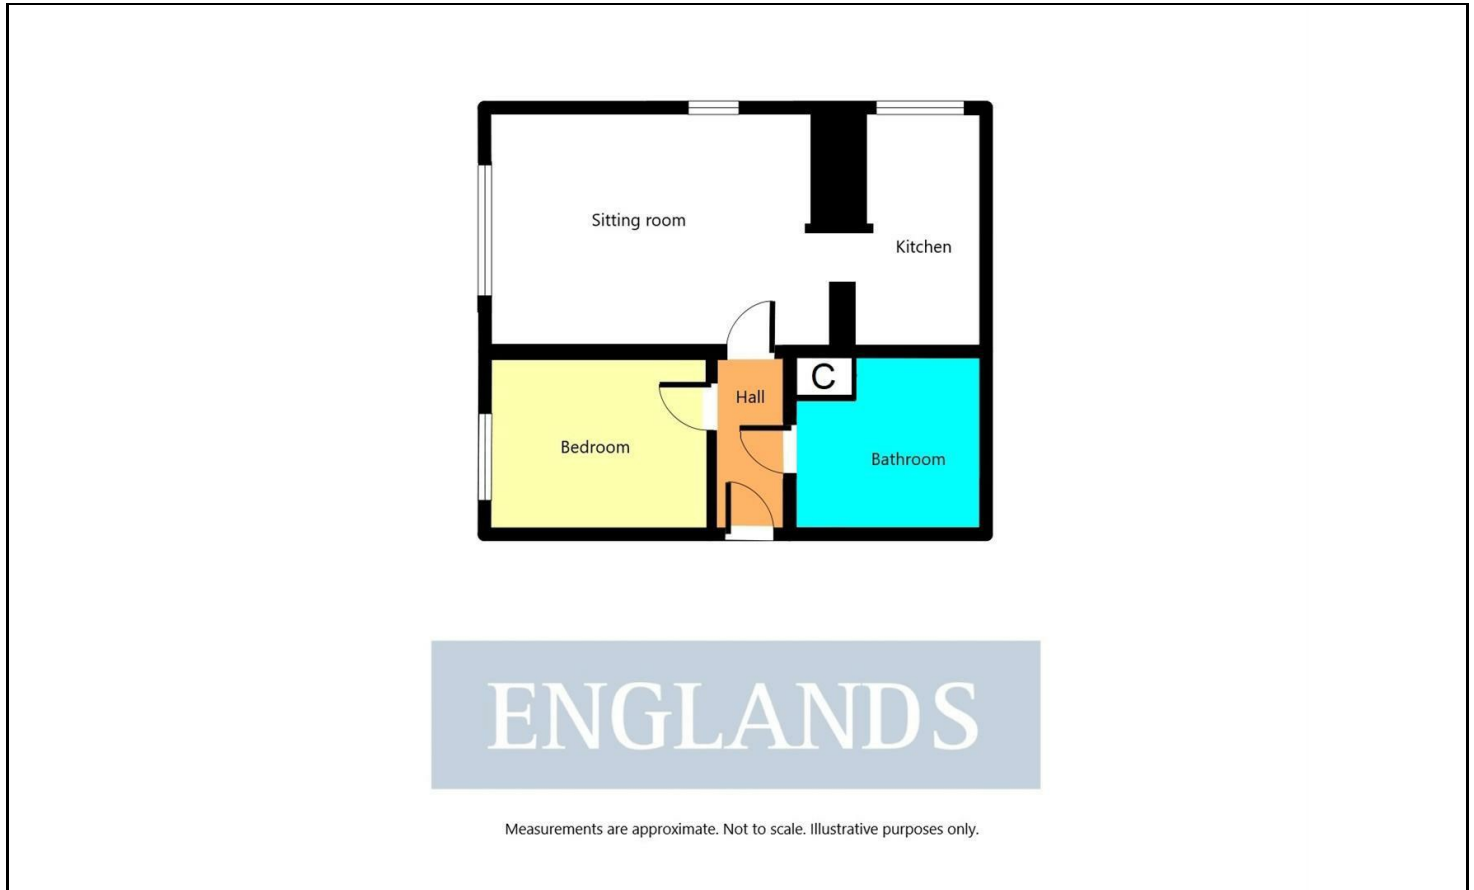 Sitting room
Kitchen
Hall
C
Bedroom
Bathroom
ENGLANDS
Measurements are approximate. Not to scale. Illustrative purposes only.